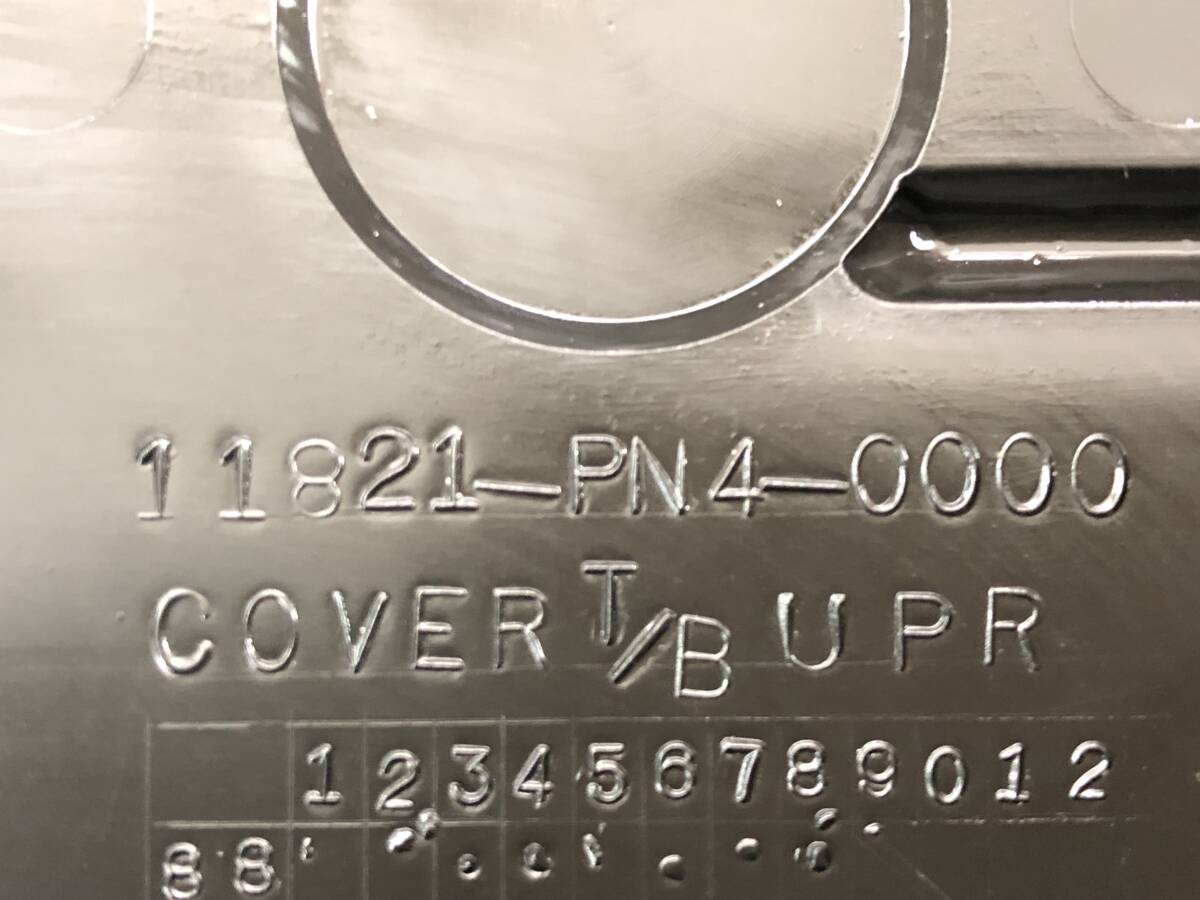 11821-PN4-0000
COVER T/B UPR
1 2 3 4 5 6 7 8 9 0 1 2
88